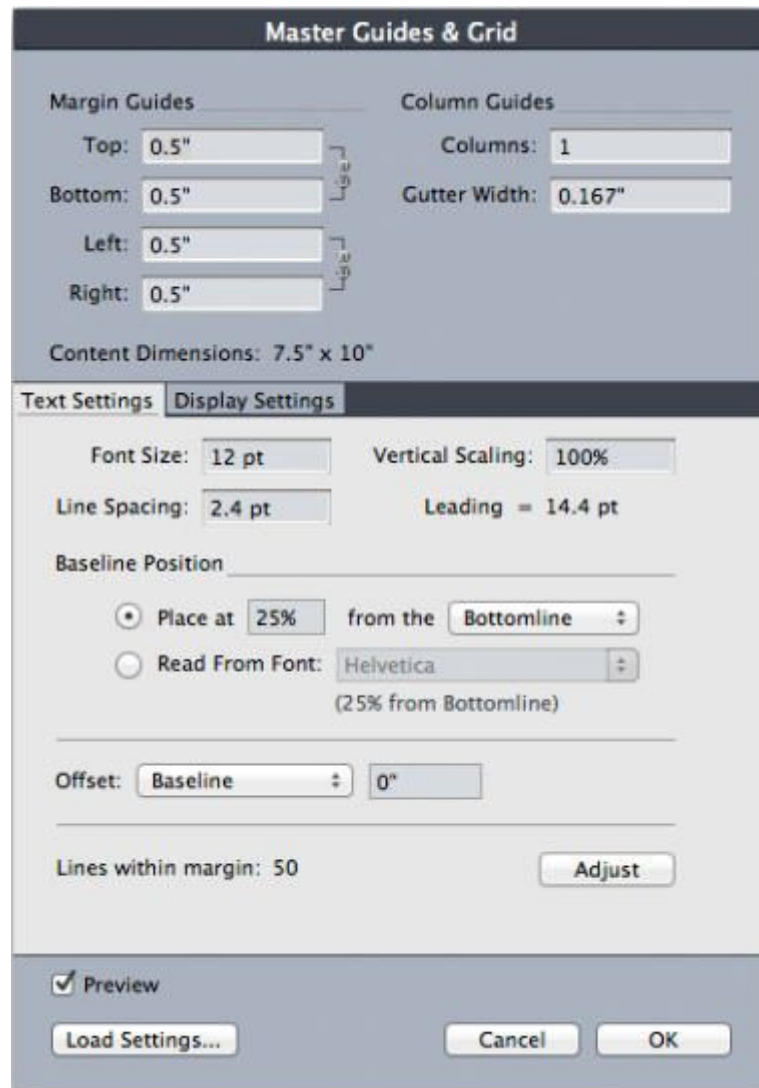 Master Guides & Grid
Margin Guides
Column Guides
Top: 0.5"
Columns: 1
Bottom: 0.5"
Gutter Width: 0.167"
Left: 0.5"
Right: 0.5"
Content Dimensions: 7.5" x 10"
Text Settings Display Settings
Font Size: 12 pt
Vertical Scaling: 100%
Line Spacing: 2.4 pt
Leading = 14.4 pt
Baseline Position
Place at 25% from the Bottomline
Read From Font: Helvetica
(25% from Bottomline)
Offset: Baseline 0"
Lines within margin: 50
Adjust
Preview
Load Settings...
Cancel
OK